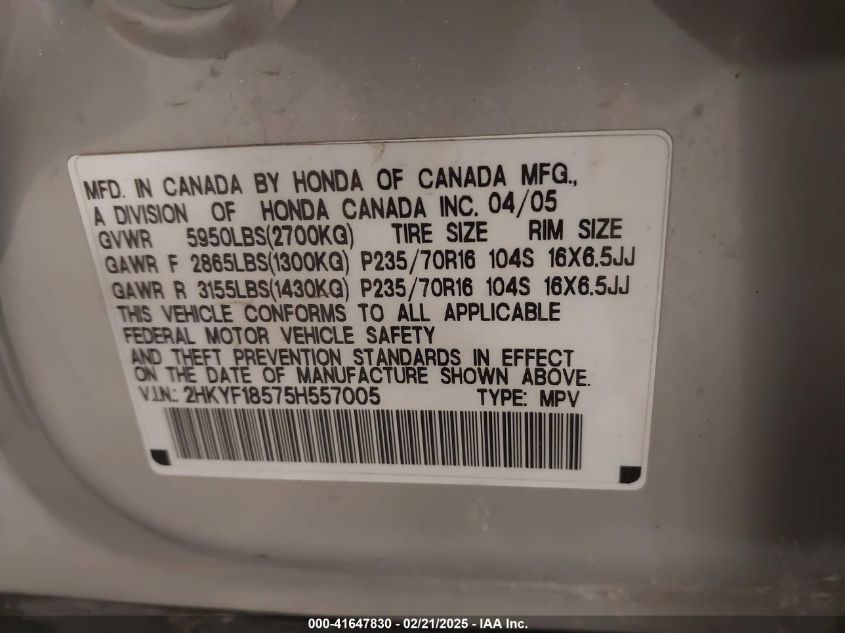 MFD. IN CANADA BY HONDA OF CANADA MFG.,
A DIVISION OF HONDA CANADA INC. 04/05
GVWR 5950LBS(2700KG) TIRE SIZE RIM SIZE
GAWR F 2865LBS(1300KG) P235/70R16 104S 16X6.5JJ
GAWR R 3155LBS(1430KG) P235/70R16 104S 16X6.5JJ
THIS VEHICLE CONFORMS TO ALL APPLICABLE
FEDERAL MOTOR VEHICLE SAFETY
AND THEFT PREVENTION STANDARDS IN EFFECT
ON THE DATE OF MANUFACTURE SHOWN ABOVE.
V.I.N.: 2HKYF18575H557005 TYPE: MPV
000-41647830 - 02/21/2025 - IAA Inc.